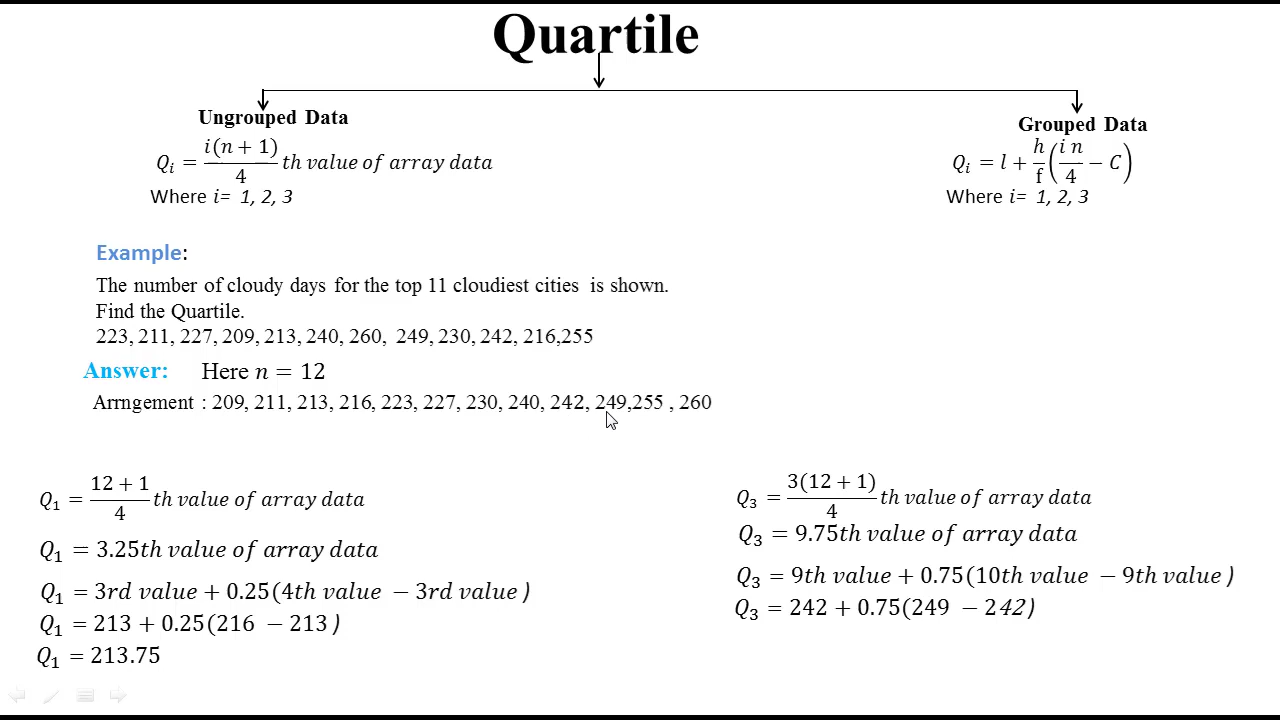 Quartile
Ungrouped Data
Q_i = i(n + 1)/4 th value of array data
Where i= 1, 2, 3
Grouped Data
Q_i = l + h/f (i n/4 − C)
Where i= 1, 2, 3
Example:
The number of cloudy days for the top 11 cloudiest cities is shown.
Find the Quartile.
223, 211, 227, 209, 213, 240, 260, 249, 230, 242, 216,255
Answer: Here n = 12
Arrngement : 209, 211, 213, 216, 223, 227, 230, 240, 242, 249,255 , 260
Q₁ = 12 + 1/4 th value of array data
Q₁ = 3.25th value of array data
Q₁ = 3rd value + 0.25(4th value − 3rd value )
Q₁ = 213 + 0.25(216 − 213 )
Q₁ = 213.75
Q₃ = 3(12 + 1)/4 th value of array data
Q₃ = 9.75th value of array data
Q₃ = 9th value + 0.75(10th value − 9th value )
Q₃ = 242 + 0.75(249 − 242)